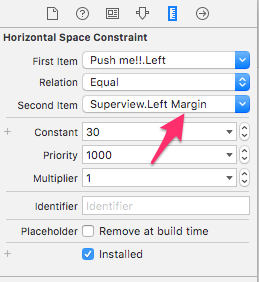 Horizontal Space Constraint
First Item Push me!!.Left
Relation Equal
Second Item Superview.Left Margin
+ Constant 30
Priority 1000
Multiplier 1
Identifier Identifier
Placeholder Remove at build time
+ Installed